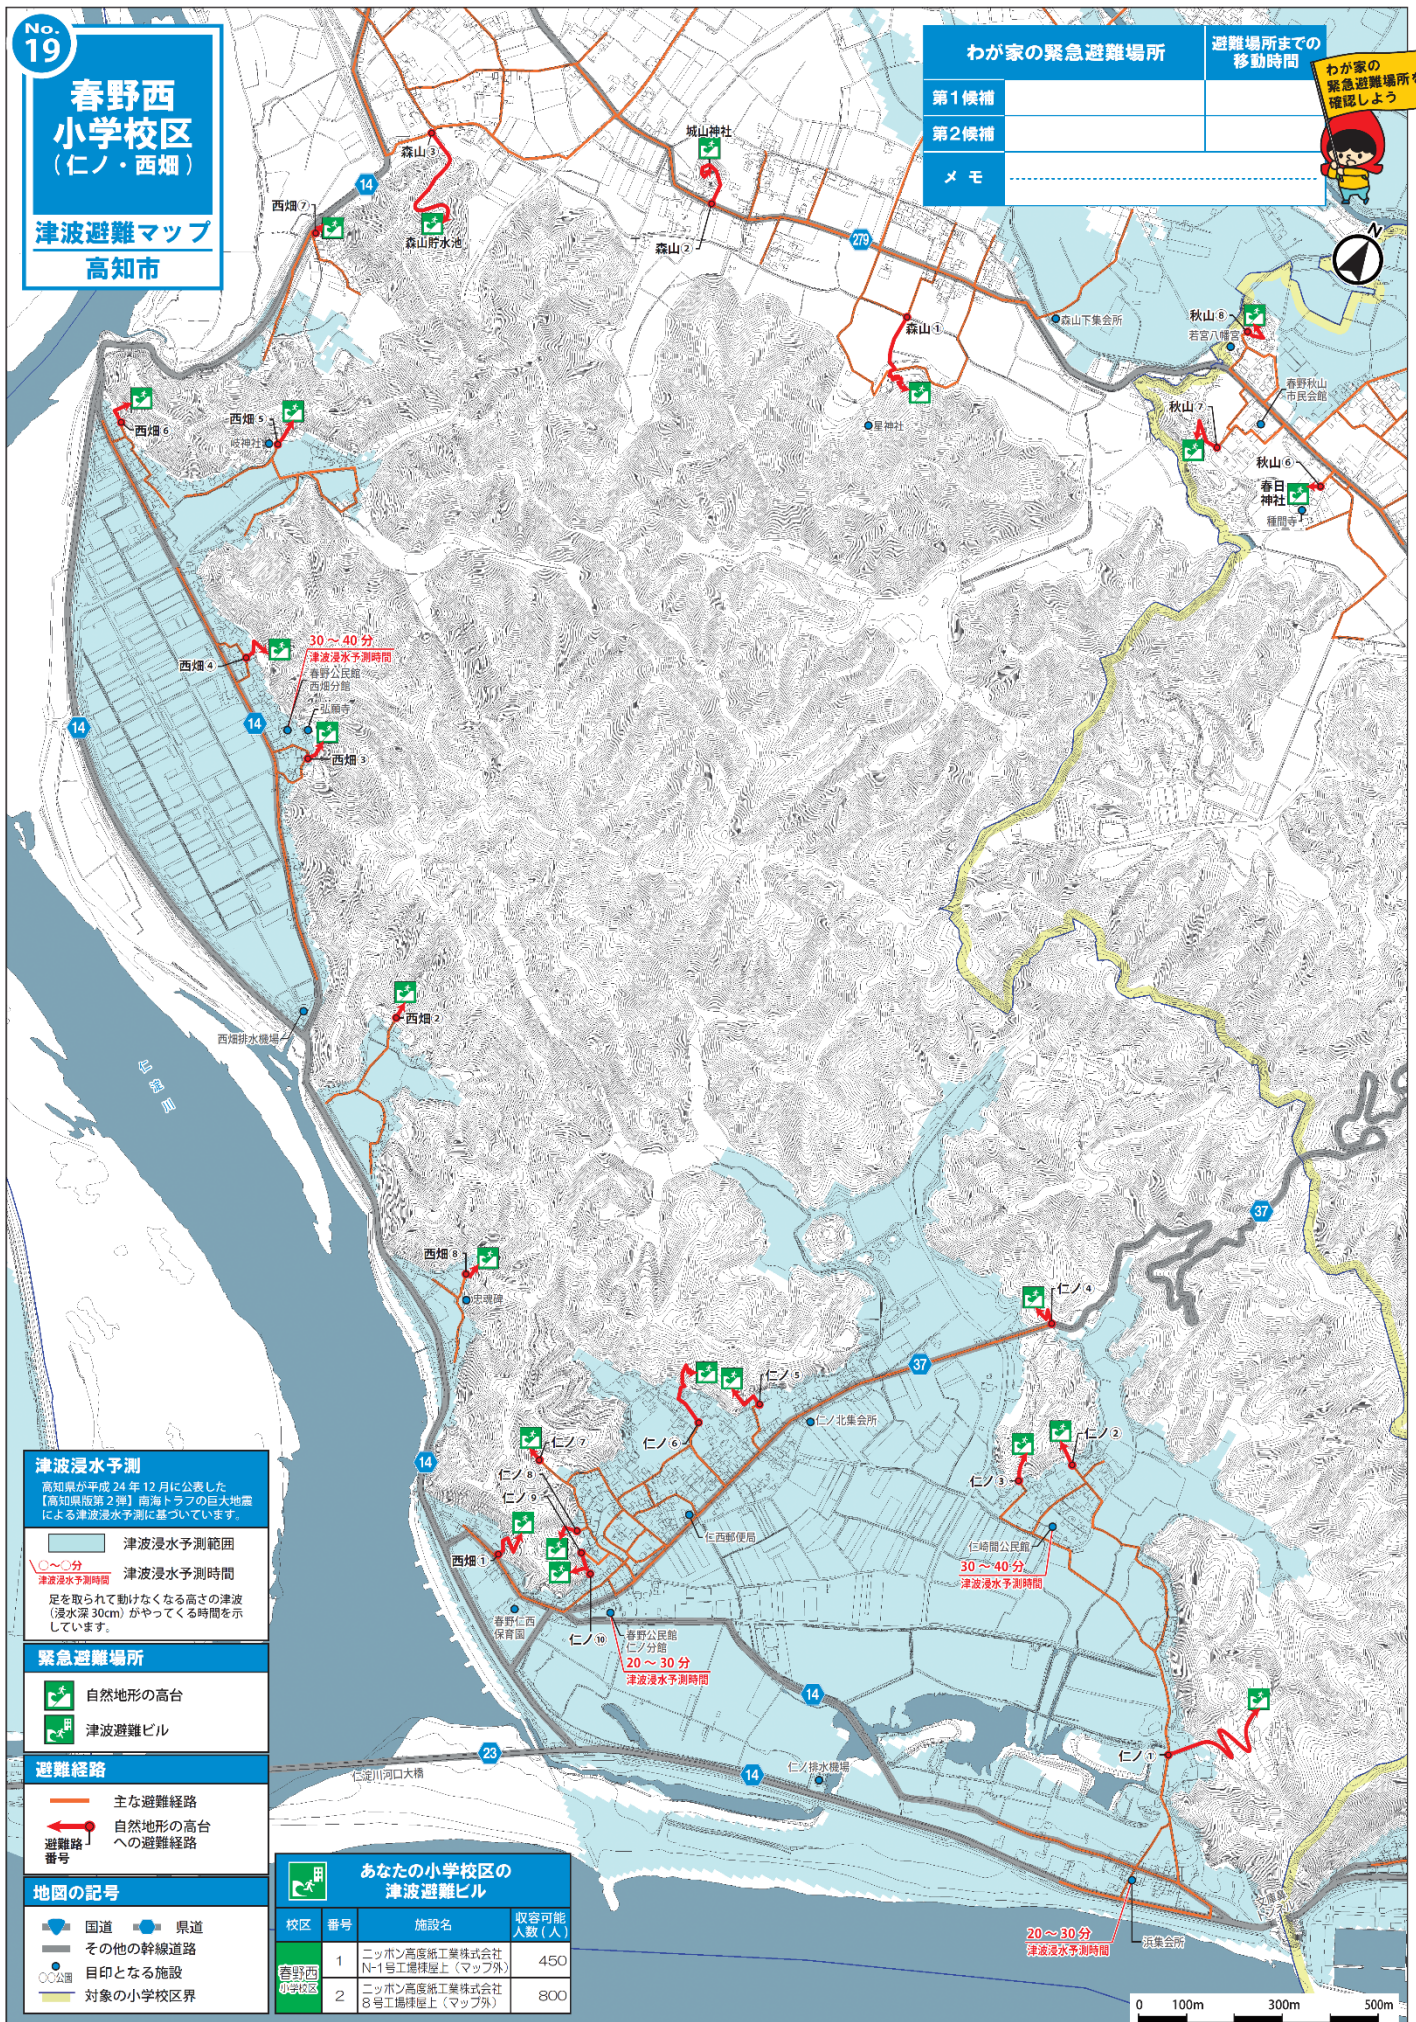 No.
19
春野西
小学校区
(仁ノ・西畑)
津波避難マップ
高知市
わが家の緊急避難場所
避難場所までの
移動時間
第1候補
第2候補
メ モ
わが家の
緊急避難場所を
確認しよう
N
森山③
森山貯水池
14
西畑⑦
城山神社
森山②
279
森山①
森山下集会所
星神社
秋山⑧
若宮八幡宮
春野秋山
市民会館
秋山⑦
秋山⑥
春日
神社
種間寺
西畑⑥
西畑⑤
岐神社
西畑④
30～40分
津波浸水予測時間
春野公民館
西畑分館
弘願寺
14
14
西畑③
西畑②
西畑排水機場
仁淀川
西畑⑧
忠魂碑
37
仁ノ④
37
仁ノ⑤
仁ノ北集会所
仁ノ⑥
仁ノ⑦
仁ノ⑧
仁ノ⑨
仁ノ②
仁ノ③
14
仁西郵便局
仁崎間公民館
30～40分
津波浸水予測時間
西畑①
春野仁西
保育園
仁ノ⑩
春野公民館
仁ノ分館
20～30分
津波浸水予測時間
14
仁ノ①
23
仁淀川河口大橋
14
仁ノ排水機場
20～30分
津波浸水予測時間
浜集会所
津波浸水予測
高知県が平成24年12月に公表した
【高知県版第2弾】南海トラフの巨大地震
による津波浸水予測に基づいています。
津波浸水予測範囲
○～○分
津波浸水予測時間
津波浸水予測時間
足を取られて動けなくなる高さの津波
(浸水深30cm)がやってくる時間を示
しています。
緊急避難場所
自然地形の高台
津波避難ビル
避難経路
主な避難経路
自然地形の高台
への避難経路
避難路
番号
地図の記号
国道 県道
その他の幹線道路
○○公園 目印となる施設
対象の小学校区界
あなたの小学校区の
津波避難ビル
校区 番号 施設名 収容可能
人数(人)
春野西
小学校区
1 ニッポン高度紙工業株式会社
N-1号工場棟屋上(マップ外) 450
2 ニッポン高度紙工業株式会社
8号工場棟屋上(マップ外) 800
0 100m 300m 500m